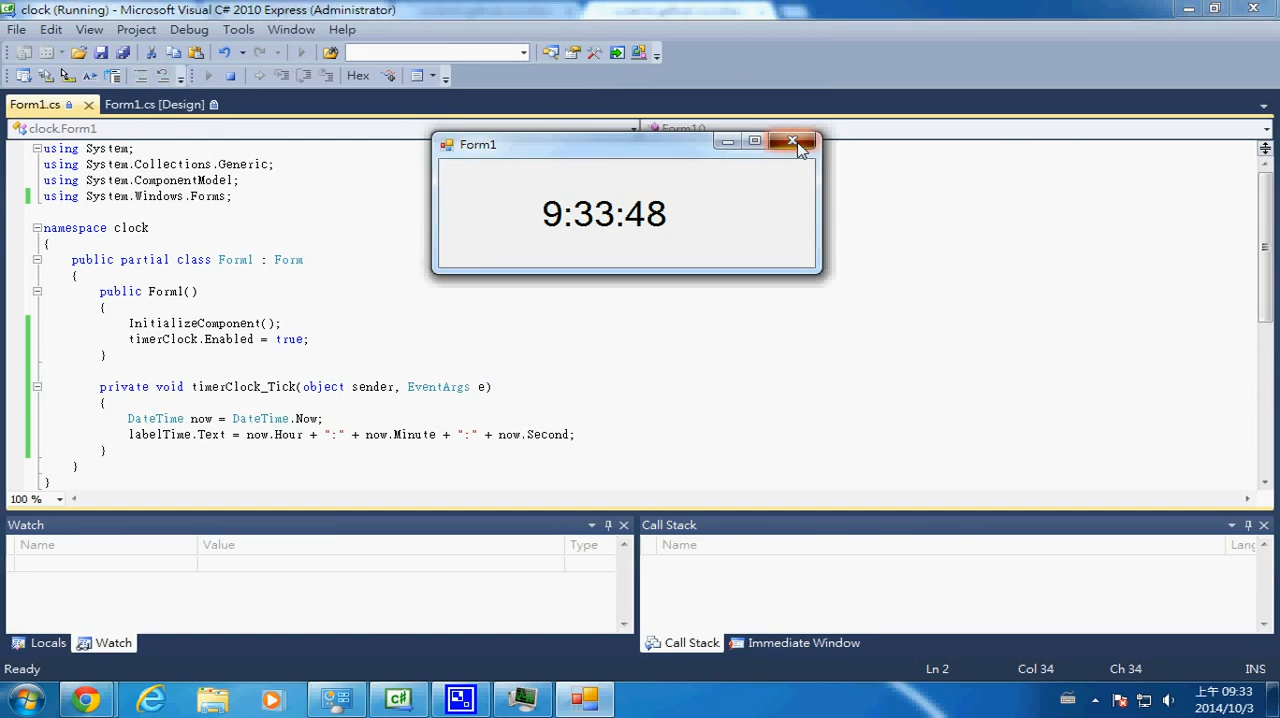 clock (Running) - Microsoft Visual C# 2010 Express (Administrator)
File Edit View Project Debug Tools Window Help
Hex
Form1.cs Form1.cs [Design]
clock.Form1 Form1()
using System;
using System.Collections.Generic;
using System.ComponentModel;
using System.Windows.Forms;
namespace clock
{
public partial class Form1 : Form
{
public Form1()
{
InitializeComponent();
timerClock.Enabled = true;
}
private void timerClock_Tick(object sender, EventArgs e)
{
DateTime now = DateTime.Now;
labelTime.Text = now.Hour + ":" + now.Minute + ":" + now.Second;
}
}
}
Form1
9:33:48
100 %
Watch
Name Value Type
Locals Watch
Call Stack
Name Lang
Call Stack Immediate Window
Ready Ln 2 Col 34 Ch 34 INS
上午 09:33
2014/10/3